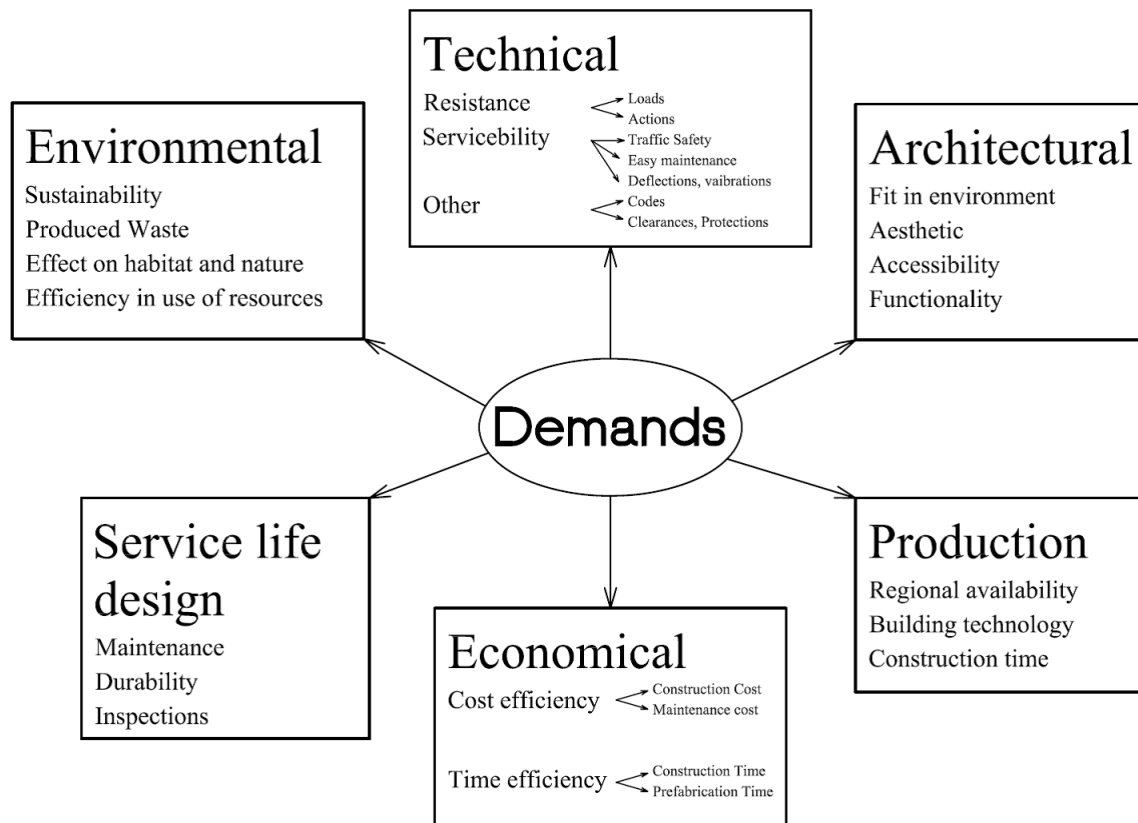 Technical
Resistance
Loads
Actions
Servicebility
Traffic Safety
Easy maintenance
Deflections, vaibrations
Other
Codes
Clearances, Protections
Environmental
Sustainability
Produced Waste
Effect on habitat and nature
Efficiency in use of resources
Architectural
Fit in environment
Aesthetic
Accessibility
Functionality
Demands
Service life
design
Maintenance
Durability
Inspections
Economical
Cost efficiency
Construction Cost
Maintenance cost
Time efficiency
Construction Time
Prefabrication Time
Production
Regional availability
Building technology
Construction time